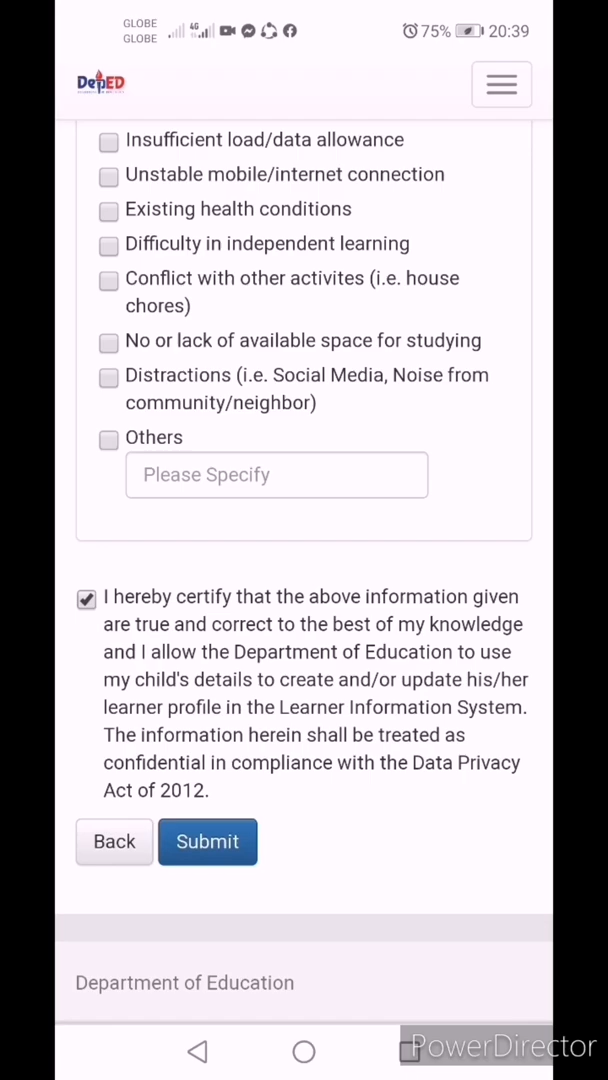 GLOBE
GLOBE
4G
75%
20:39
DepED
Insufficient load/data allowance
Unstable mobile/internet connection
Existing health conditions
Difficulty in independent learning
Conflict with other activites (i.e. house
chores)
No or lack of available space for studying
Distractions (i.e. Social Media, Noise from
community/neighbor)
Others
Please Specify
I hereby certify that the above information given
are true and correct to the best of my knowledge
and I allow the Department of Education to use
my child's details to create and/or update his/her
learner profile in the Learner Information System.
The information herein shall be treated as
confidential in compliance with the Data Privacy
Act of 2012.
Back
Submit
Department of Education
PowerDirector